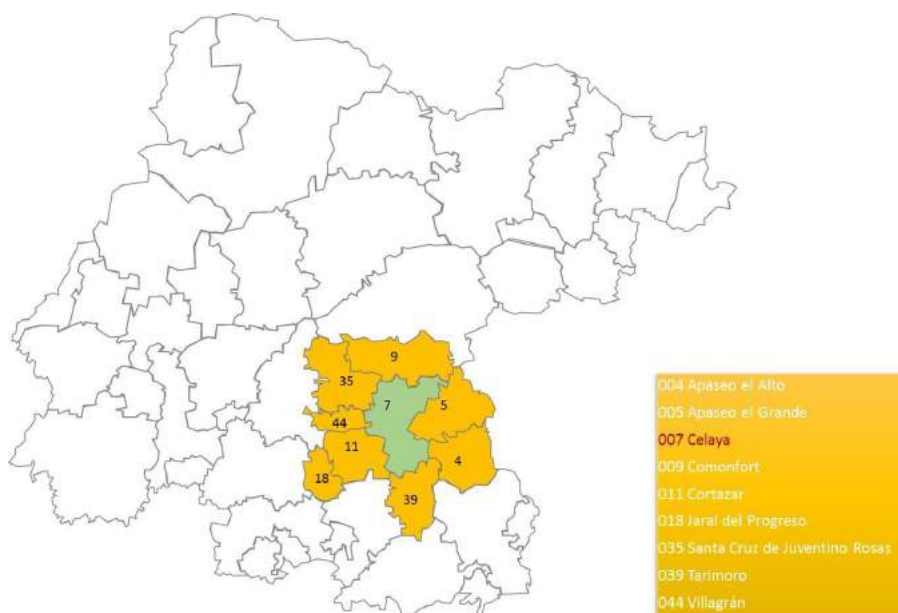 9
35
7
5
44
11
4
18
39
004 Apaseo el Alto
005 Apaseo el Grande
007 Celaya
009 Comonfort
011 Cortazar
018 Jaral del Progreso
035 Santa Cruz de Juventino Rosas
039 Tarimoro
044 Villagrán